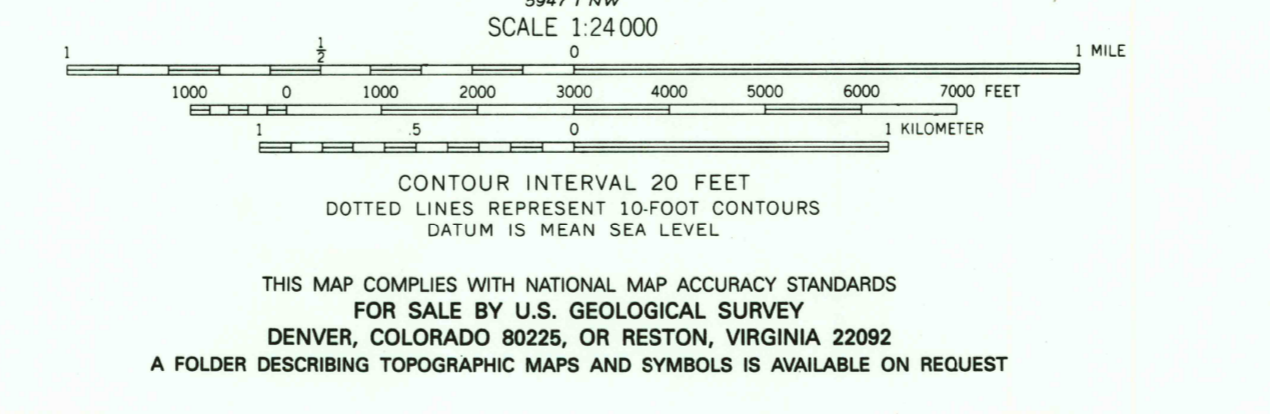 5947 I NW
SCALE 1:24 000
1 1/2 0 1 MILE
1000 0 1000 2000 3000 4000 5000 6000 7000 FEET
1 .5 0 1 KILOMETER
CONTOUR INTERVAL 20 FEET
DOTTED LINES REPRESENT 10-FOOT CONTOURS
DATUM IS MEAN SEA LEVEL
THIS MAP COMPLIES WITH NATIONAL MAP ACCURACY STANDARDS
FOR SALE BY U.S. GEOLOGICAL SURVEY
DENVER, COLORADO 80225, OR RESTON, VIRGINIA 22092
A FOLDER DESCRIBING TOPOGRAPHIC MAPS AND SYMBOLS IS AVAILABLE ON REQUEST